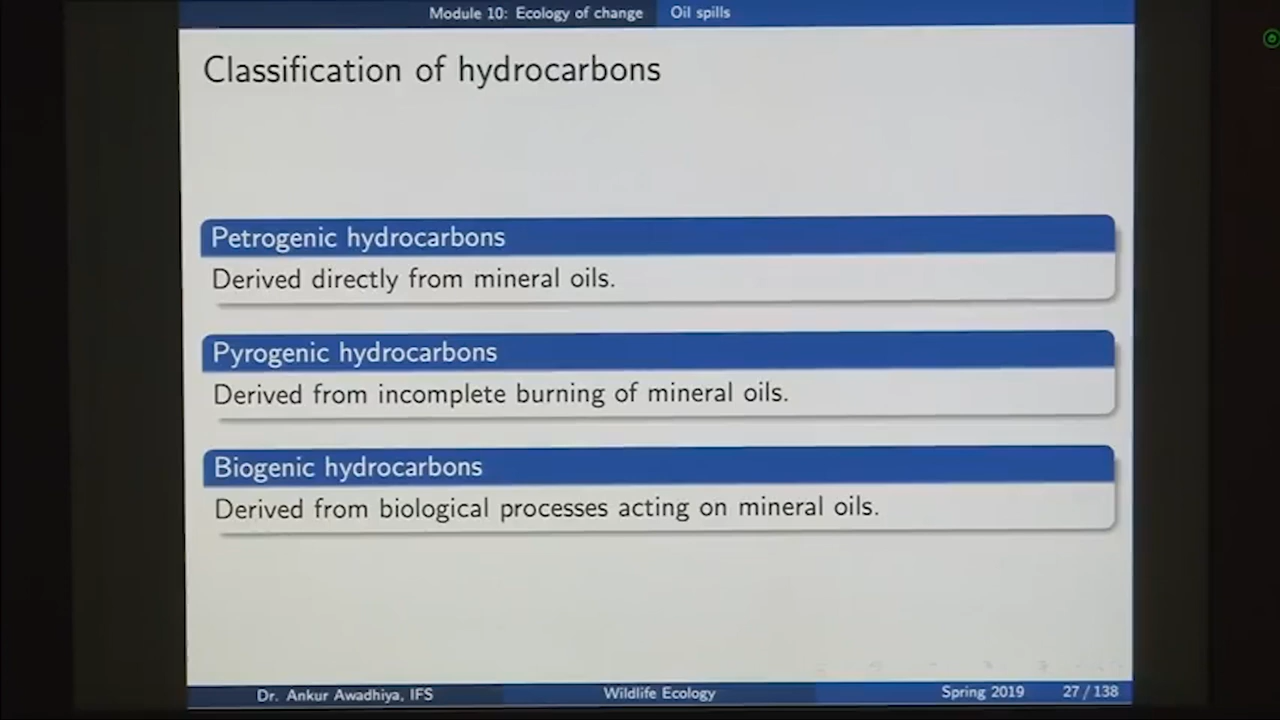 Module 10: Ecology of change Oil spills
Classification of hydrocarbons
Petrogenic hydrocarbons
Derived directly from mineral oils.
Pyrogenic hydrocarbons
Derived from incomplete burning of mineral oils.
Biogenic hydrocarbons
Derived from biological processes acting on mineral oils.
Dr. Ankur Awadhiya, IFS Wildlife Ecology Spring 2019 27 / 138